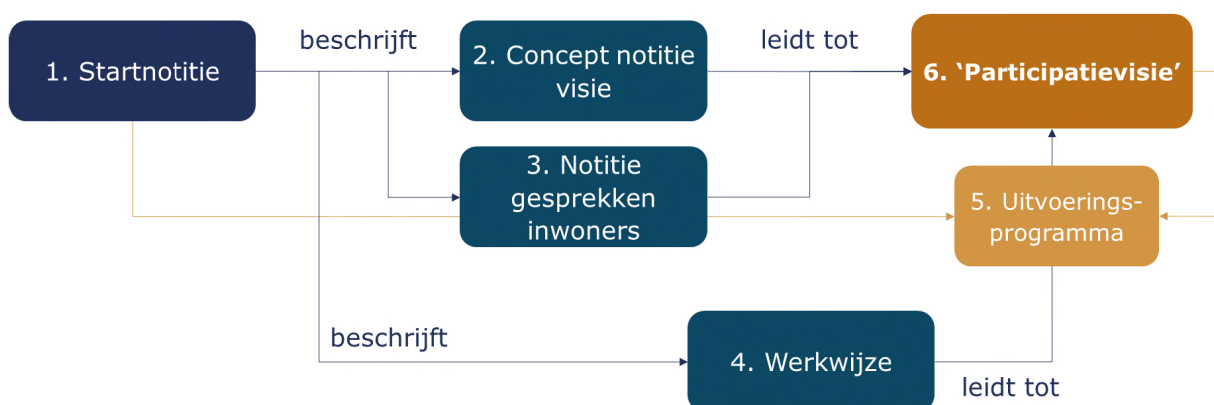 1. Startnotitie
beschrijft
2. Concept notitie
visie
leidt tot
6. ‘Participatievisie’
3. Notitie
gesprekken
inwoners
5. Uitvoerings-
programma
beschrijft
4. Werkwijze
leidt tot